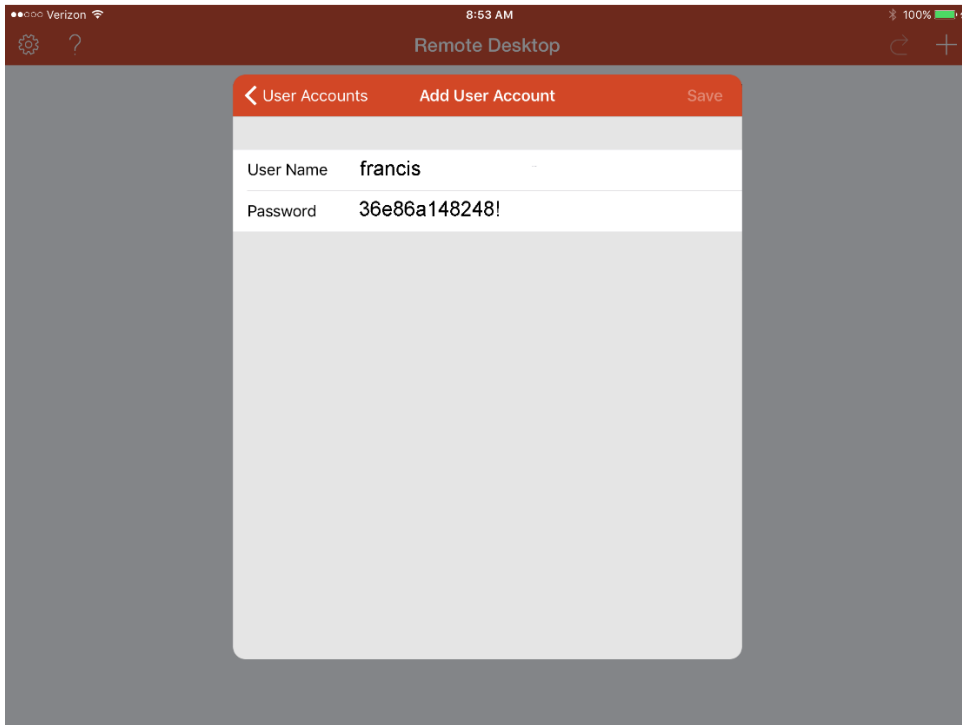 Verizon 8:53 AM 100%
? Remote Desktop
User Accounts Add User Account Save
User Name francis
Password 36e86a148248!